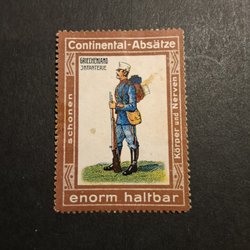 Continental-Absätze
GRIECHENLAND
INFANTERIE
schonen
Körper und Nerven
enorm haltbar